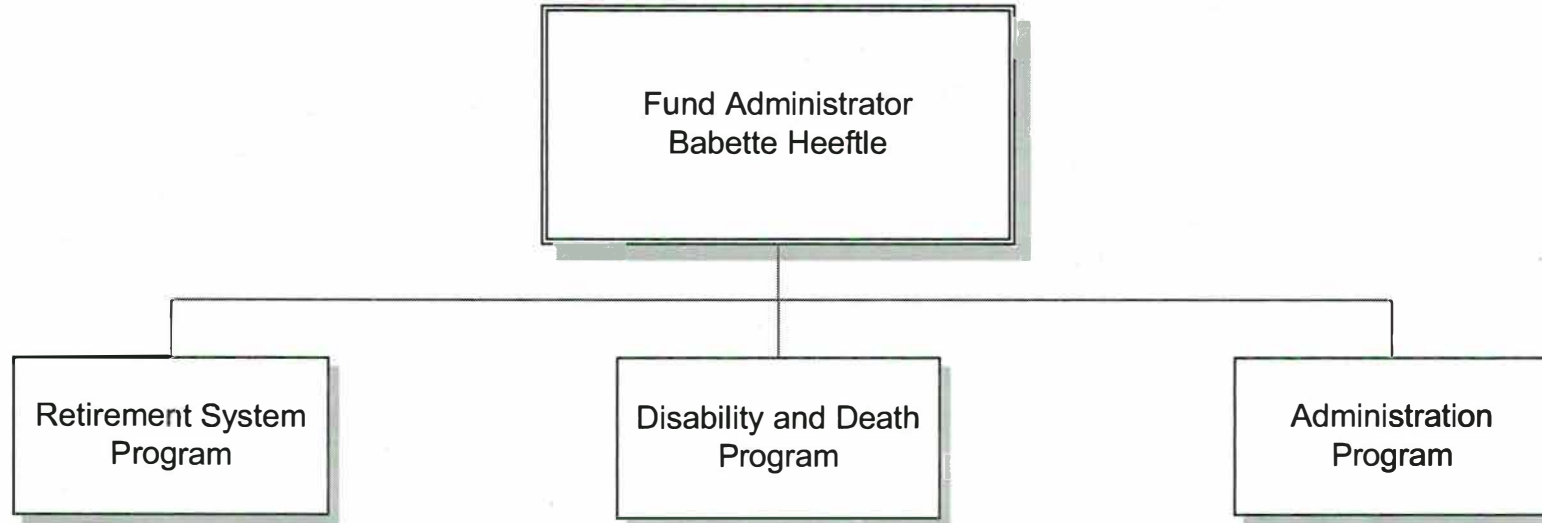 Fund Administrator
Babette Heeftle
Retirement System
Program
Disability and Death
Program
Administration
Program